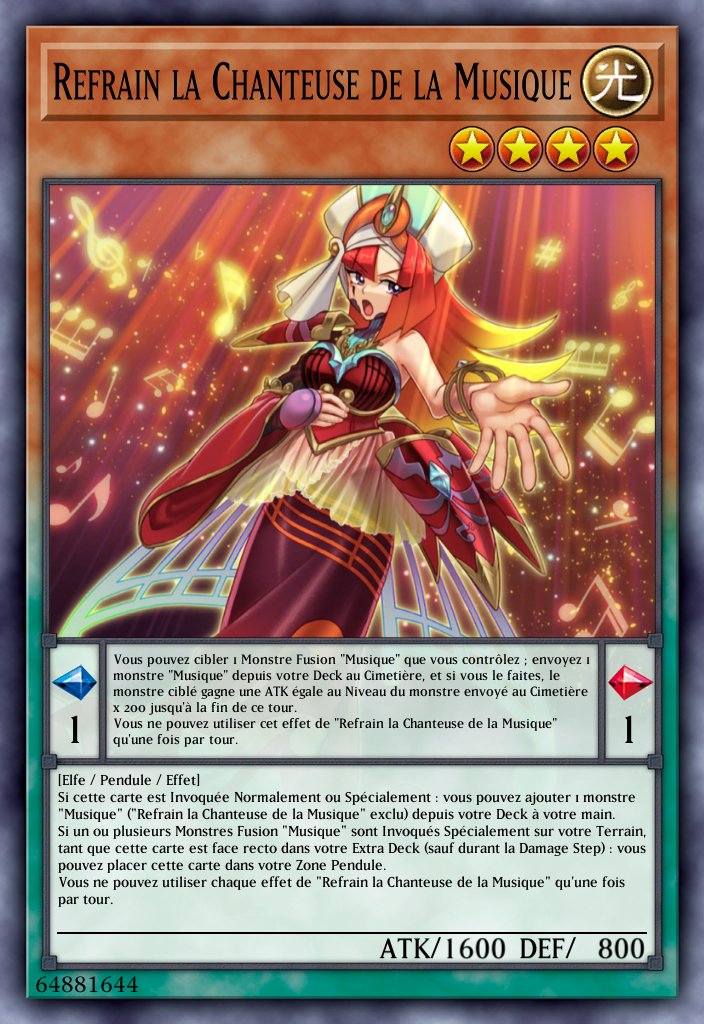 Refrain la Chanteuse de la Musique
光
Vous pouvez cibler 1 Monstre Fusion "Musique" que vous contrôlez ; envoyez 1
monstre "Musique" depuis votre Deck au Cimetière, et si vous le faites, le
monstre ciblé gagne une ATK égale au Niveau du monstre envoyé au Cimetière
x 200 jusqu'à la fin de ce tour.
Vous ne pouvez utiliser cet effet de "Refrain la Chanteuse de la Musique"
qu'une fois par tour.
1
1
[Elfe / Pendule / Effet]
Si cette carte est Invoquée Normalement ou Spécialement : vous pouvez ajouter 1 monstre
"Musique" ("Refrain la Chanteuse de la Musique" exclu) depuis votre Deck à votre main.
Si un ou plusieurs Monstres Fusion "Musique" sont Invoqués Spécialement sur votre Terrain,
tant que cette carte est face recto dans votre Extra Deck (sauf durant la Damage Step) : vous
pouvez placer cette carte dans votre Zone Pendule.
Vous ne pouvez utiliser chaque effet de "Refrain la Chanteuse de la Musique" qu'une fois
par tour.
ATK/1600 DEF/ 800
64881644